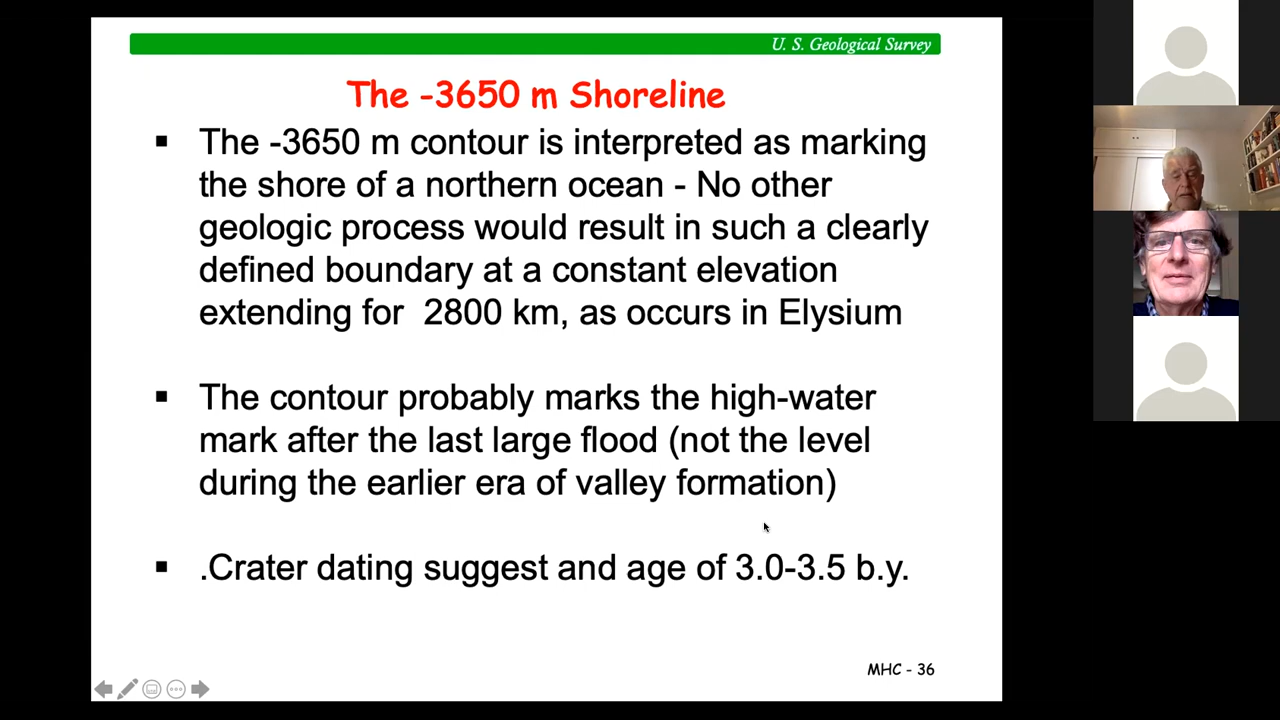 U. S. Geological Survey
The -3650 m Shoreline
▪ The -3650 m contour is interpreted as marking
the shore of a northern ocean - No other
geologic process would result in such a clearly
defined boundary at a constant elevation
extending for 2800 km, as occurs in Elysium
▪ The contour probably marks the high-water
mark after the last large flood (not the level
during the earlier era of valley formation)
▪ .Crater dating suggest and age of 3.0-3.5 b.y.
MHC - 36